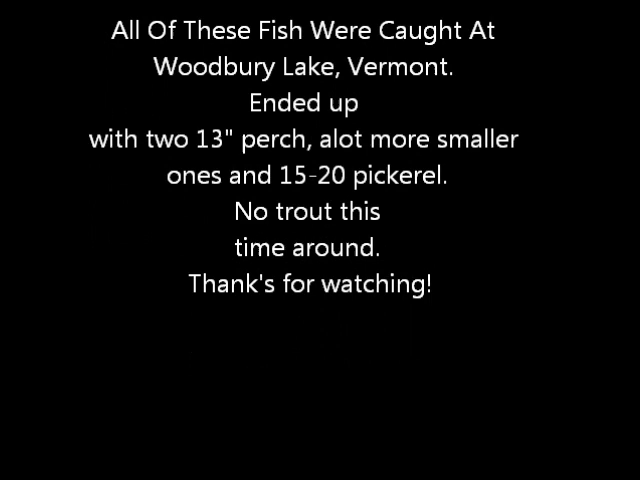 All Of These Fish Were Caught At
Woodbury Lake, Vermont.
Ended up
with two 13" perch, alot more smaller
ones and 15-20 pickerel.
No trout this
time around.
Thank's for watching!